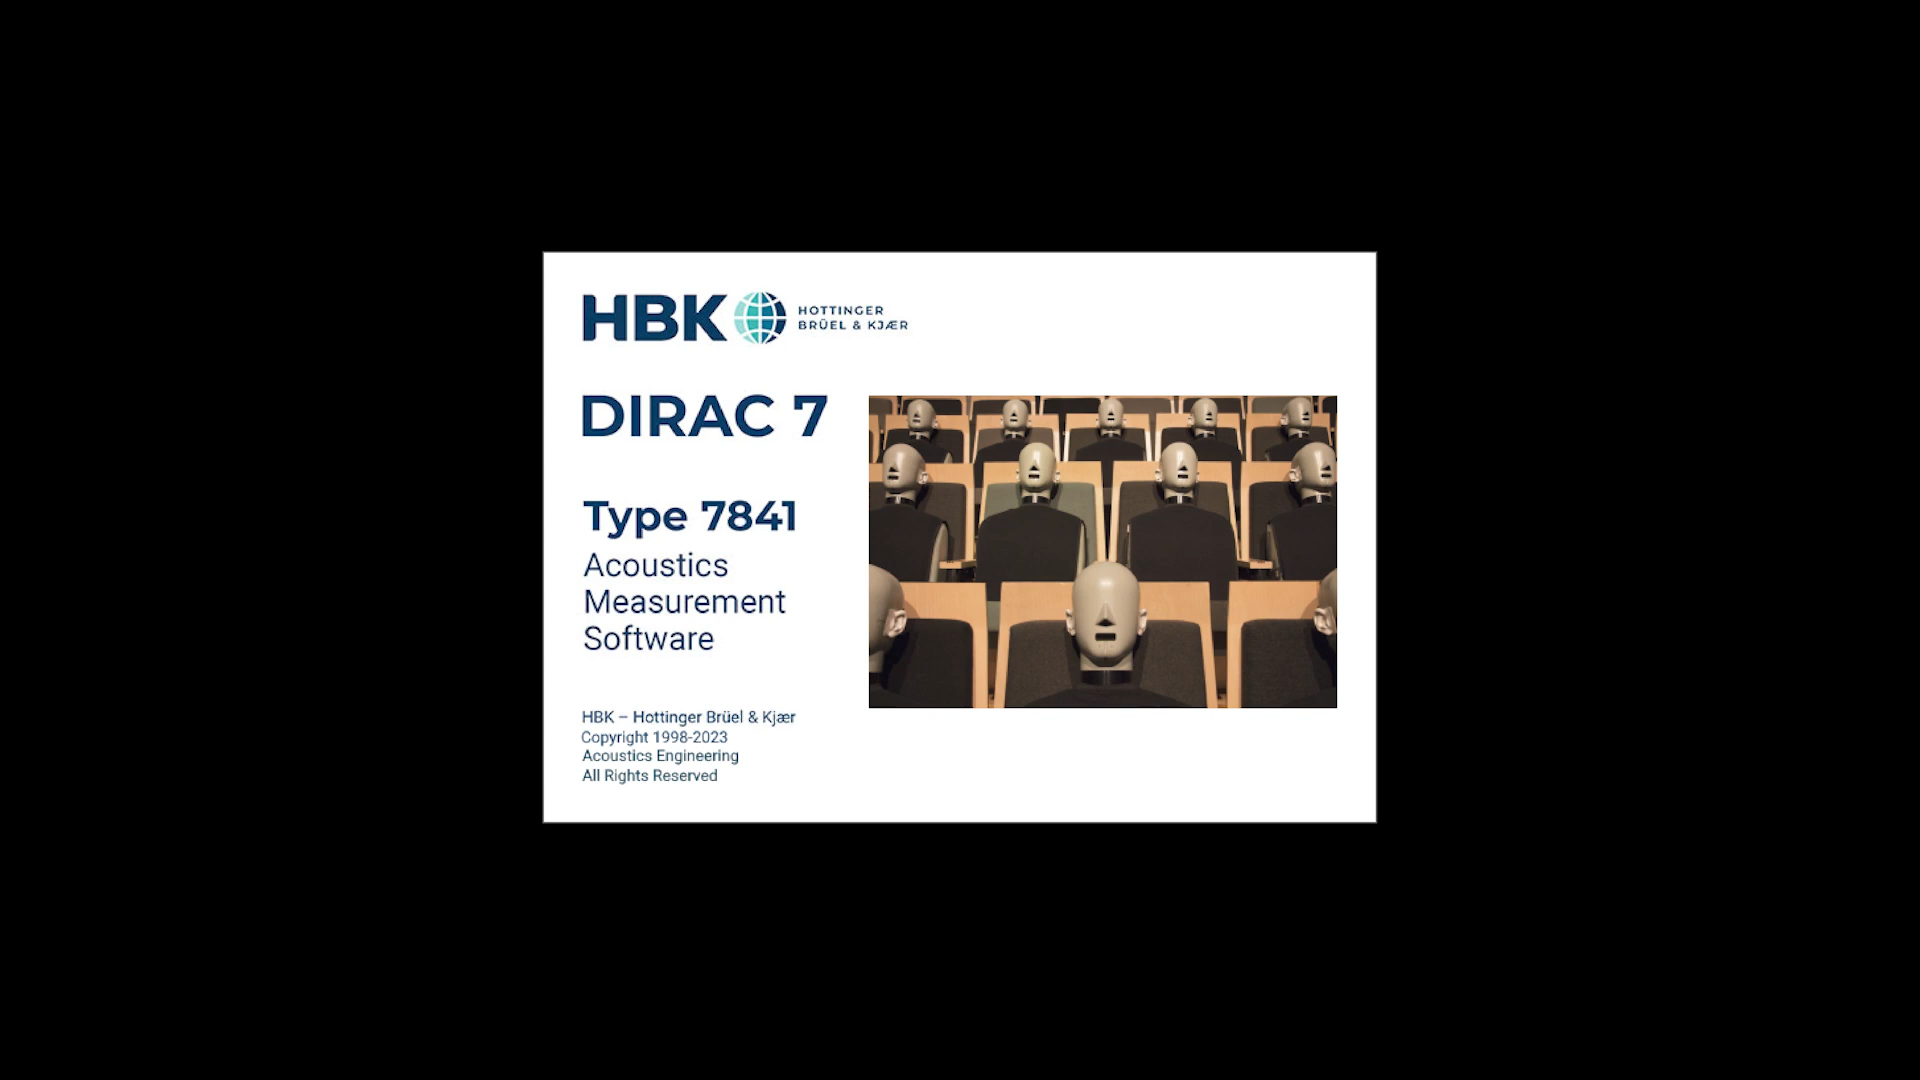 HBK
HOTTINGER
BRÜEL & KJÆR
DIRAC 7
Type 7841
Acoustics
Measurement
Software
HBK – Hottinger Brüel & Kjær
Copyright 1998-2023
Acoustics Engineering
All Rights Reserved